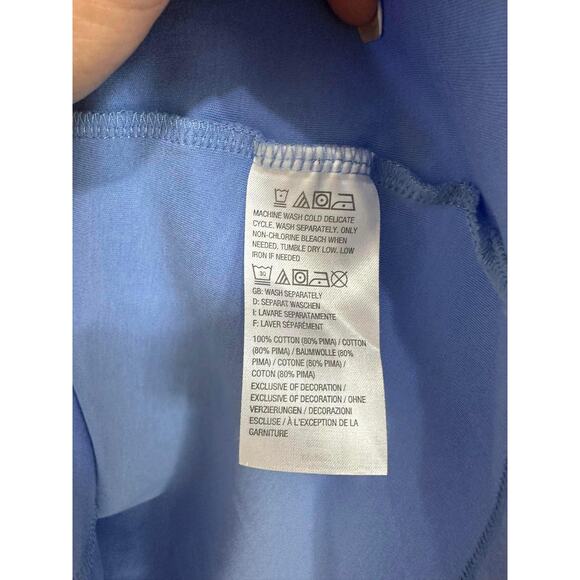 MACHINE WASH COLD DELICATE
CYCLE. WASH SEPARATELY. ONLY
NON-CHLORINE BLEACH WHEN
NEEDED. TUMBLE DRY LOW. LOW
IRON IF NEEDED
30
GB: WASH SEPARATELY
D: SEPARAT WASCHEN
I: LAVARE SEPARATAMENTE
F: LAVER SÉPARÉMENT
100% COTTON (80% PIMA) / COTTON
(80% PIMA) / BAUMWOLLE (80%
PIMA) / COTONE (80% PIMA) /
COTON (80% PIMA)
EXCLUSIVE OF DECORATION /
EXCLUSIVE OF DECORATION / OHNE
VERZIERUNGEN / DECORAZIONI
ESCLUSE / À L'EXCEPTION DE LA
GARNITURE